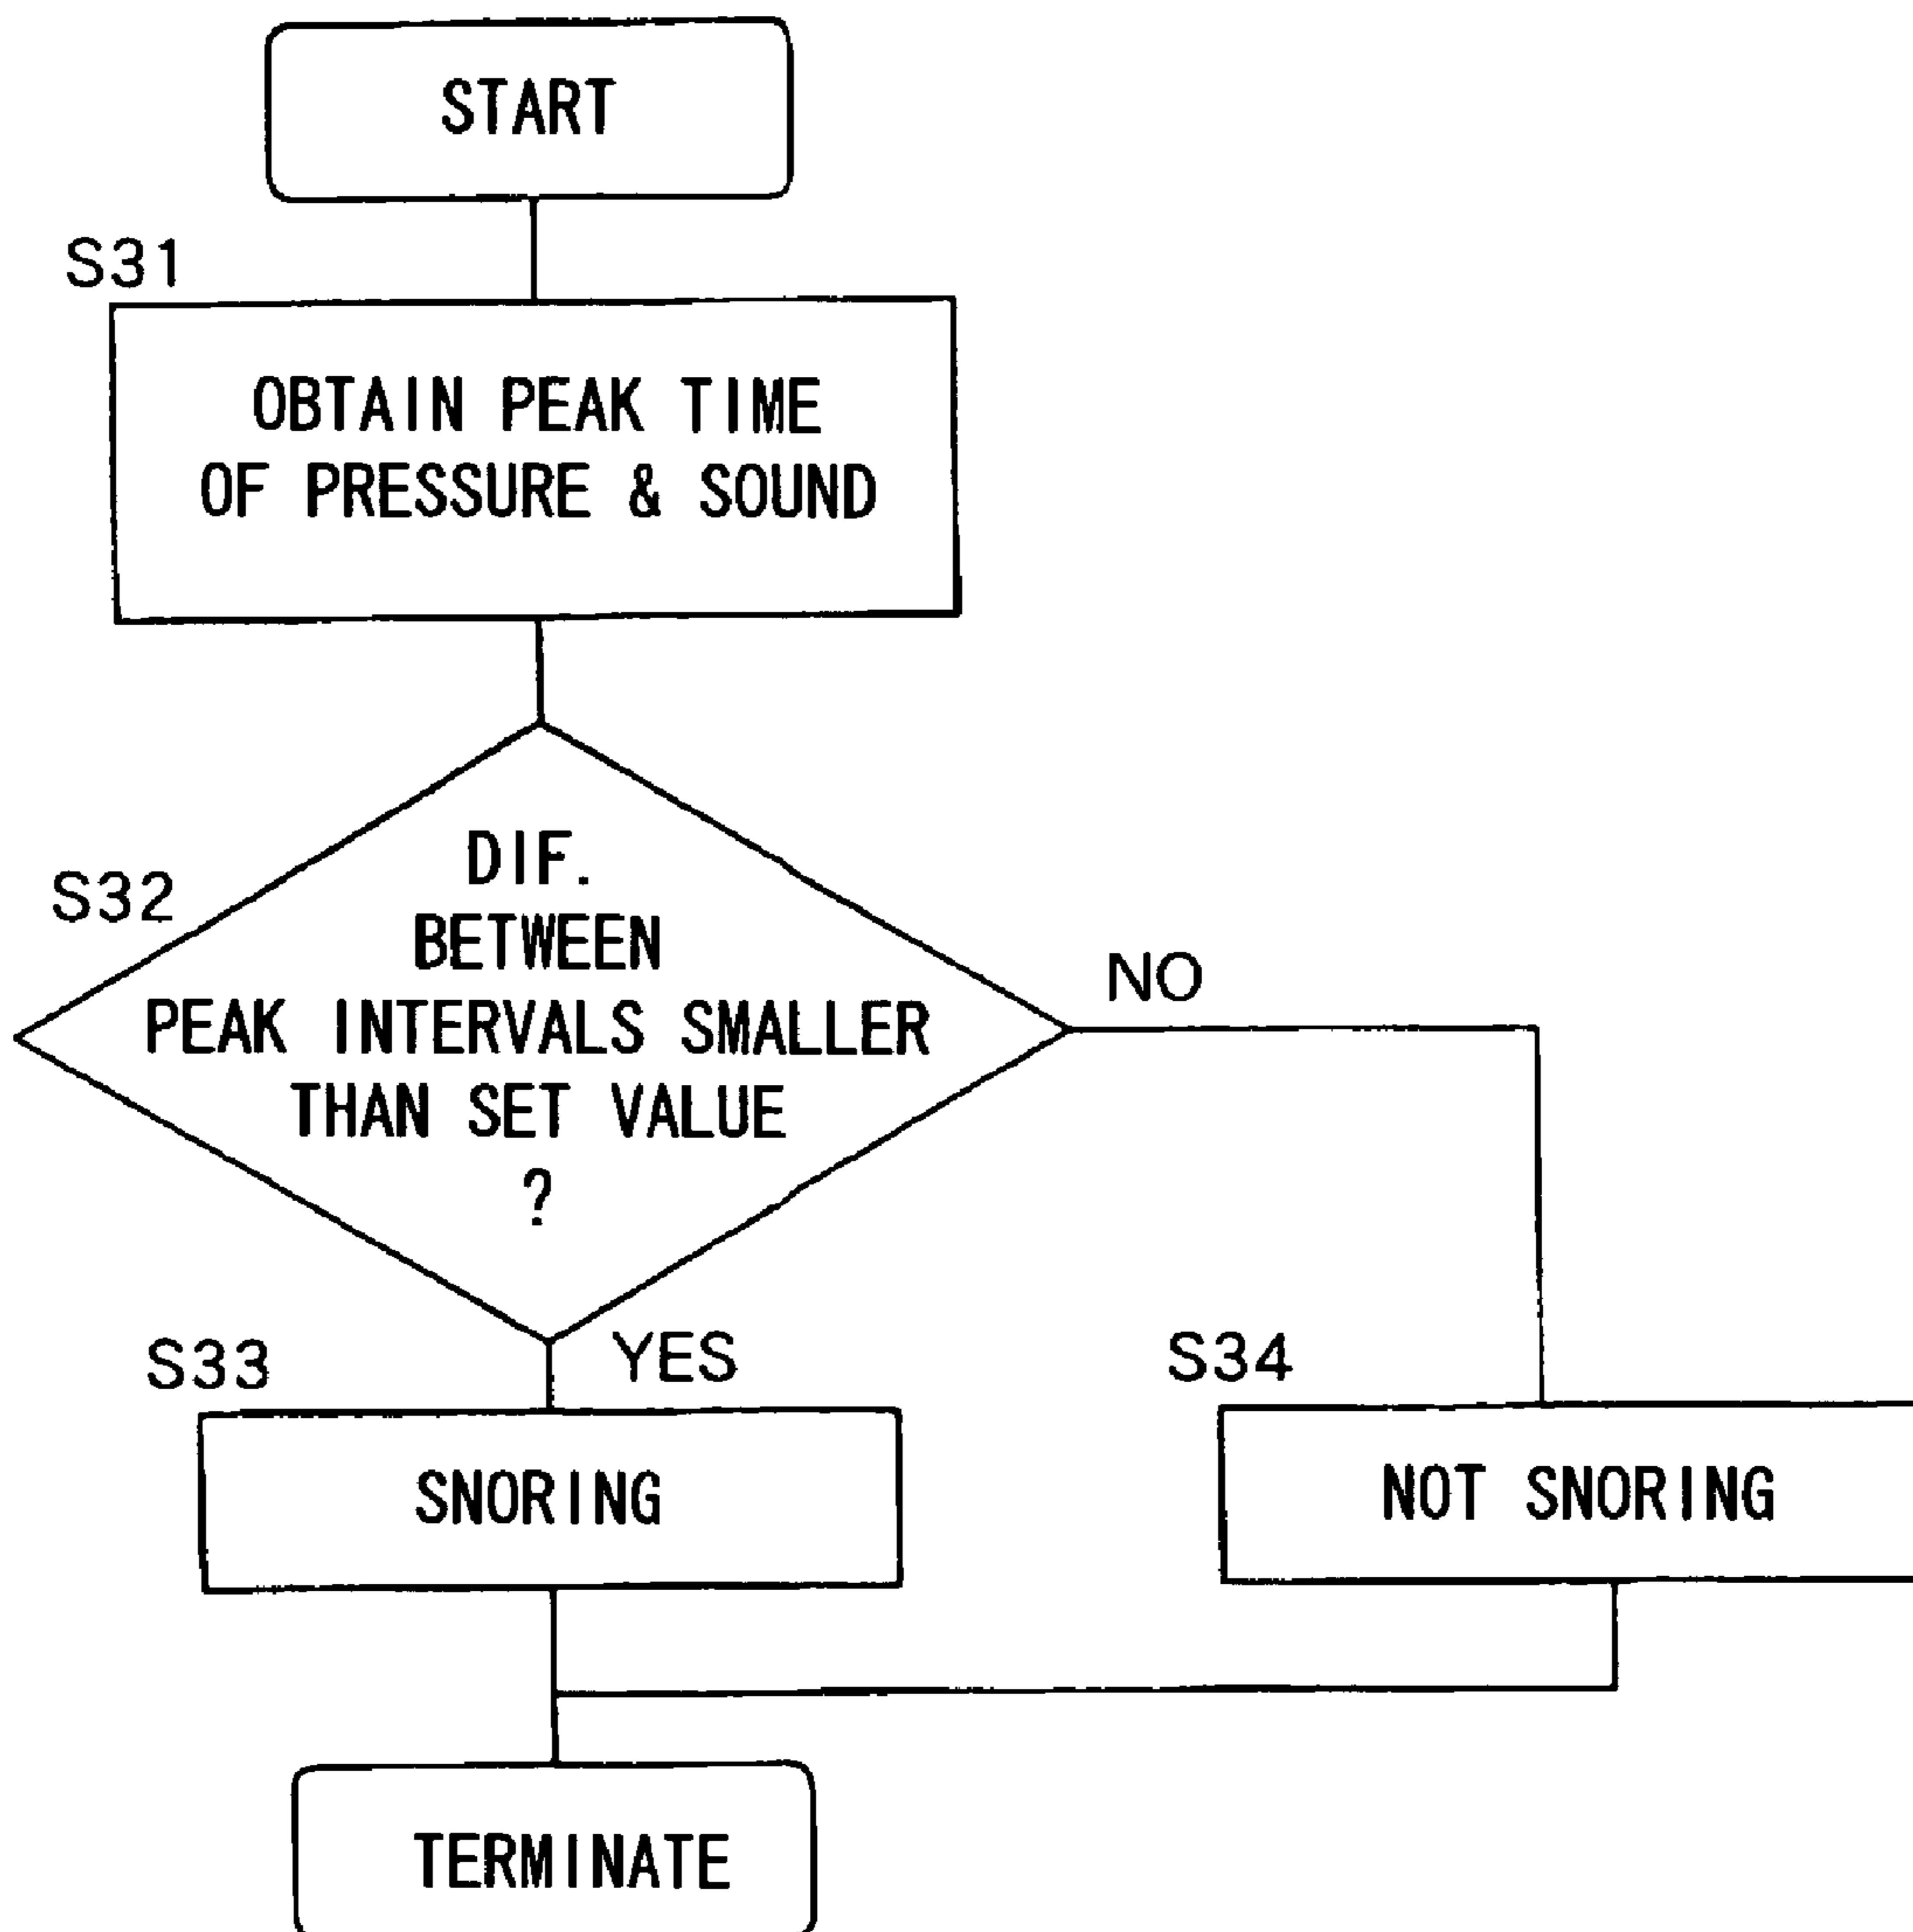 START
S31
OBTAIN PEAK TIME
OF PRESSURE & SOUND
S32
DIF.
BETWEEN
PEAK INTERVALS SMALLER
THAN SET VALUE
?
NO
YES
S33
SNORING
S34
NOT SNORING
TERMINATE